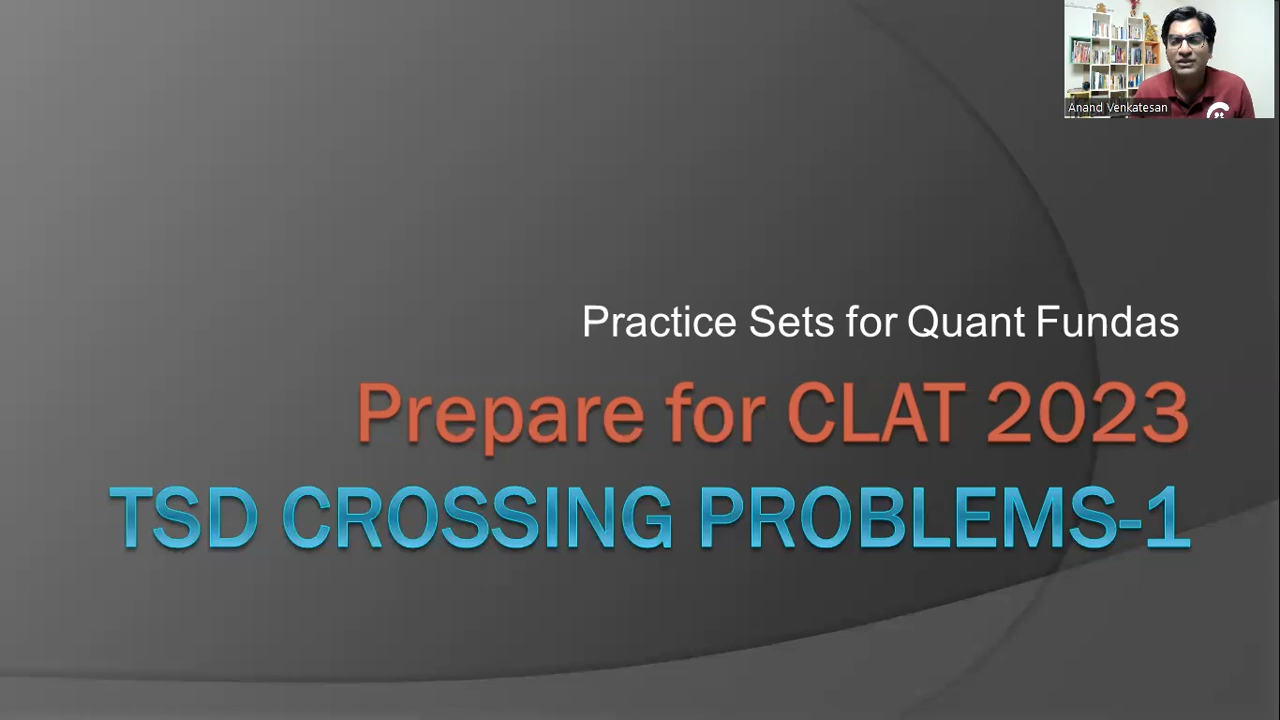 Anand Venkatesan
Practice Sets for Quant Fundas
Prepare for CLAT 2023
TSD CROSSING PROBLEMS-1